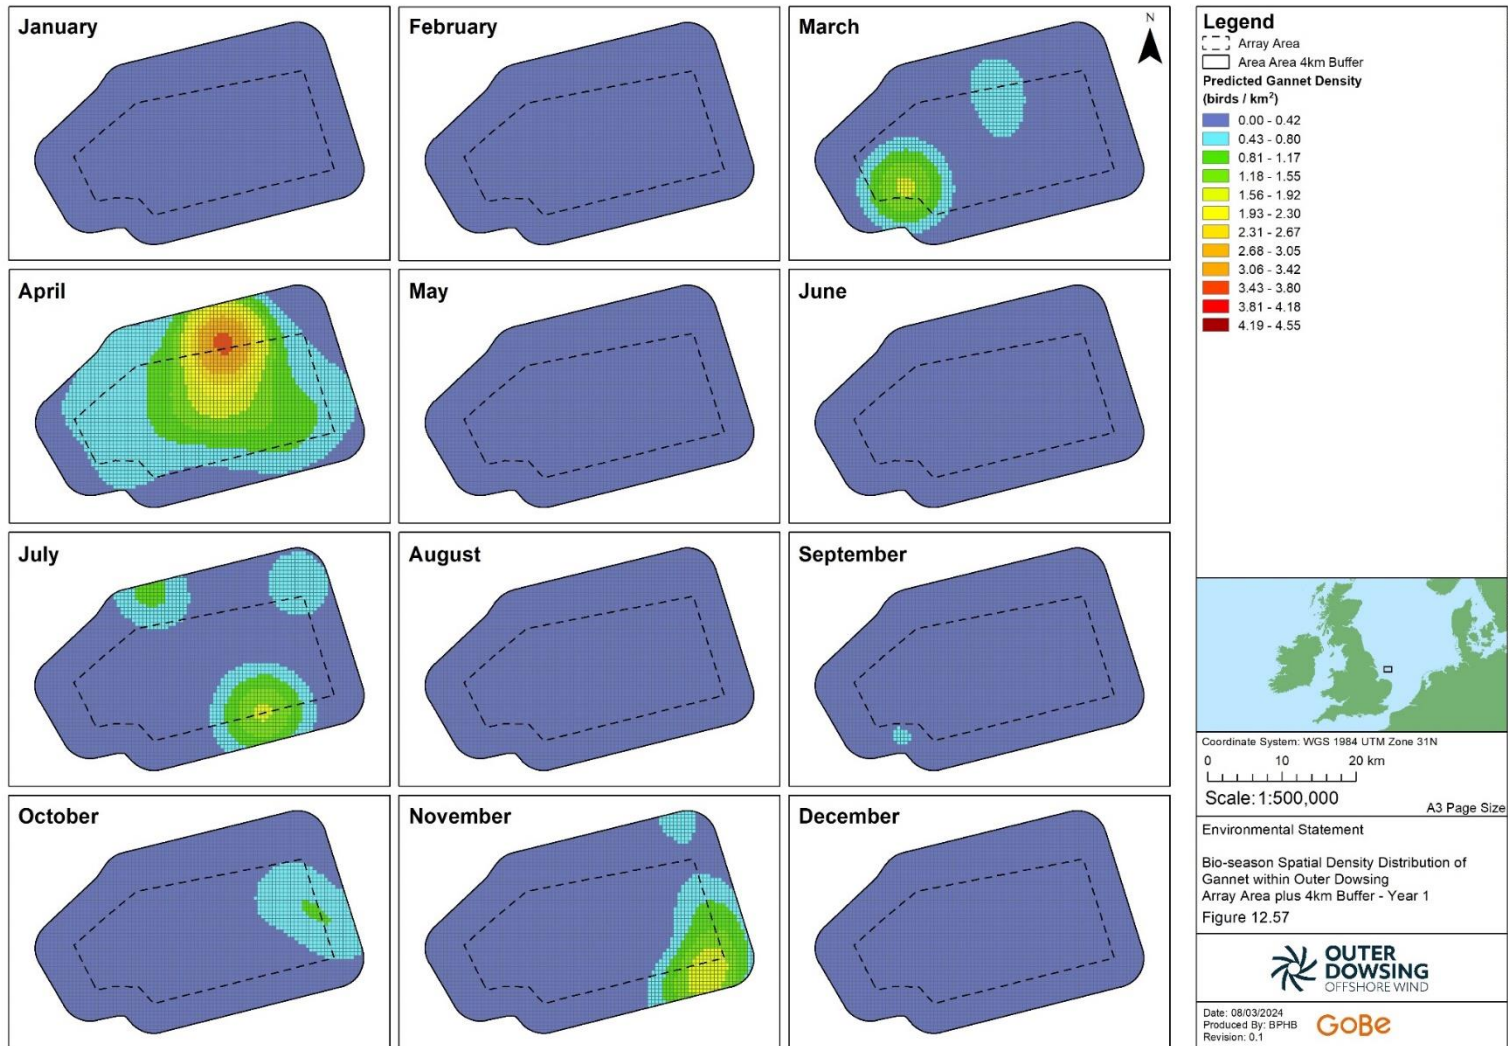 January
February
March
N
April
May
June
July
August
September
October
November
December
Legend
Array Area
Area Area 4km Buffer
Predicted Gannet Density
(birds / km²)
0.00 - 0.42
0.43 - 0.80
0.81 - 1.17
1.18 - 1.55
1.56 - 1.92
1.93 - 2.30
2.31 - 2.67
2.68 - 3.05
3.06 - 3.42
3.43 - 3.80
3.81 - 4.18
4.19 - 4.55
Coordinate System: WGS 1984 UTM Zone 31N
0 10 20 km
Scale: 1:500,000
A3 Page Size
Environmental Statement
Bio-season Spatial Density Distribution of
Gannet within Outer Dowsing
Array Area plus 4km Buffer - Year 1
Figure 12.57
OUTER
DOWSING
OFFSHORE WIND
Date: 08/03/2024
Produced By: BPHB
Revision: 0.1
GoBe